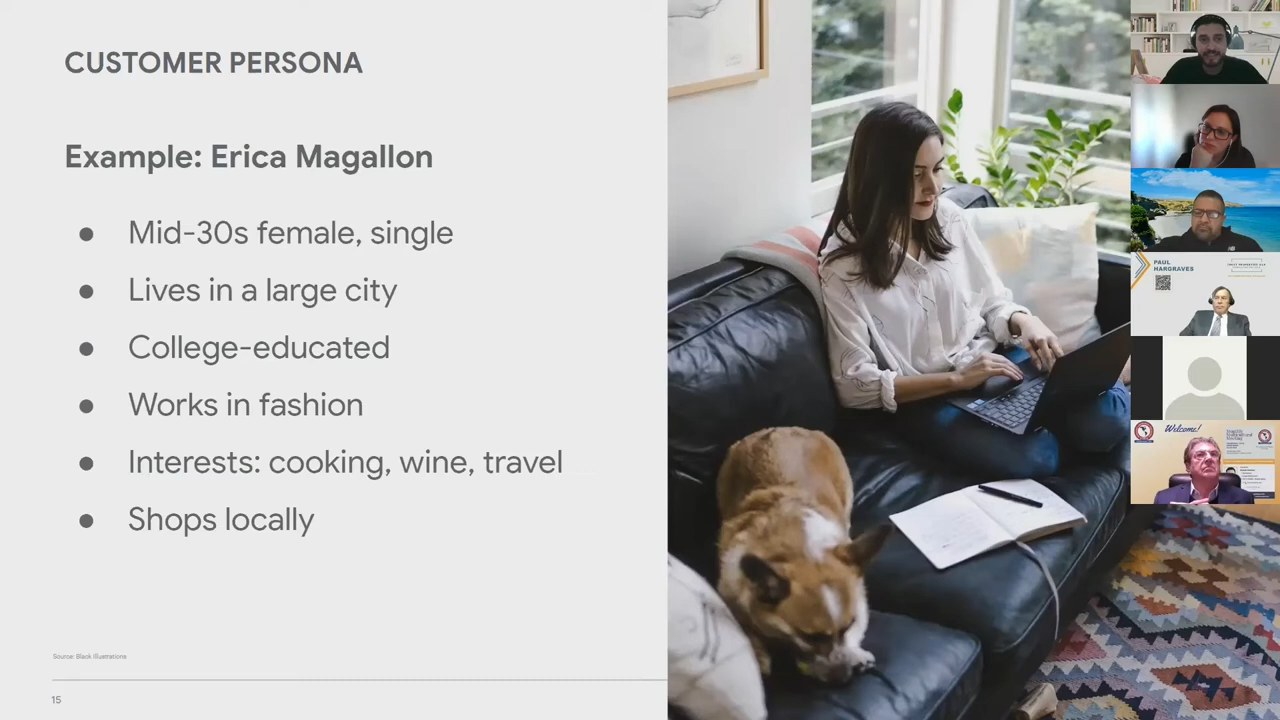 CUSTOMER PERSONA
Example: Erica Magallon
● Mid-30s female, single
● Lives in a large city
● College-educated
● Works in fashion
● Interests: cooking, wine, travel
● Shops locally
Source: Black Illustrations
15
PAUL
HARGRAVES
Welcome!